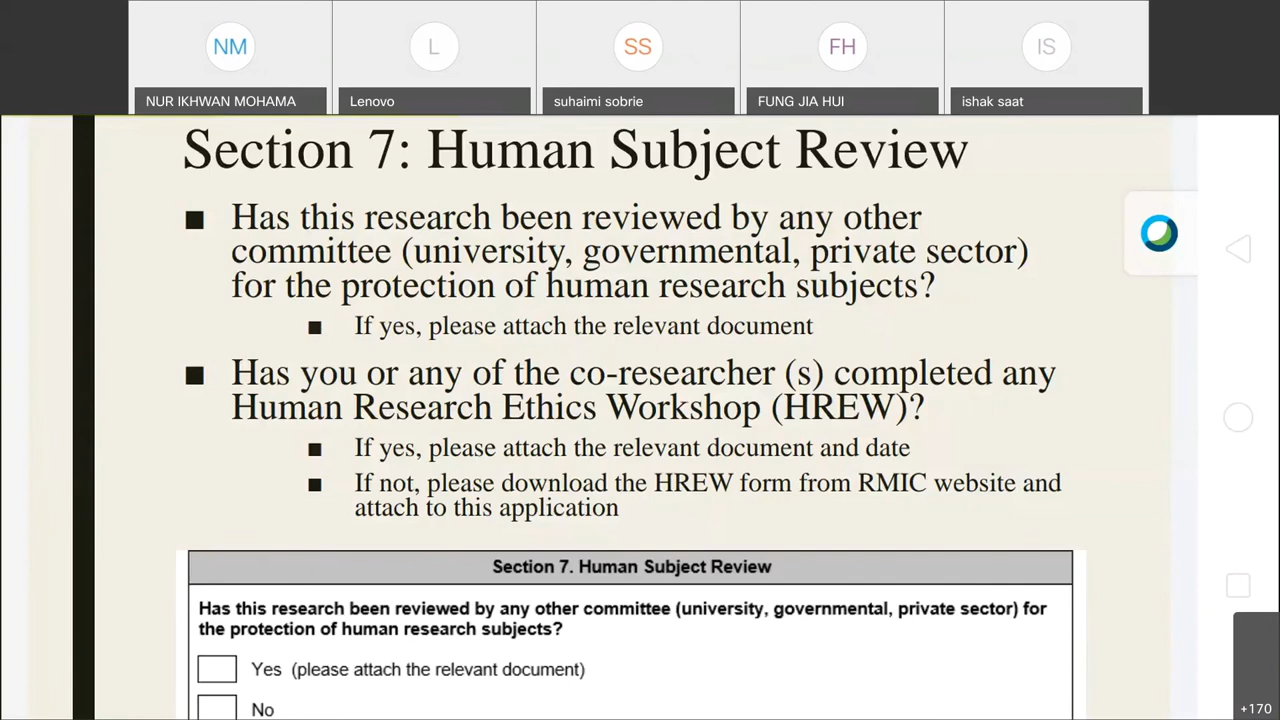 NM
L
SS
FH
IS
NUR IKHWAN MOHAMA
Lenovo
suhaimi sobrie
FUNG JIA HUI
ishak saat
Section 7: Human Subject Review
Has this research been reviewed by any other
committee (university, governmental, private sector)
for the protection of human research subjects?
If yes, please attach the relevant document
Has you or any of the co-researcher (s) completed any
Human Research Ethics Workshop (HREW)?
If yes, please attach the relevant document and date
If not, please download the HREW form from RMIC website and
attach to this application
Section 7. Human Subject Review
Has this research been reviewed by any other committee (university, governmental, private sector) for
the protection of human research subjects?
Yes (please attach the relevant document)
No
+170